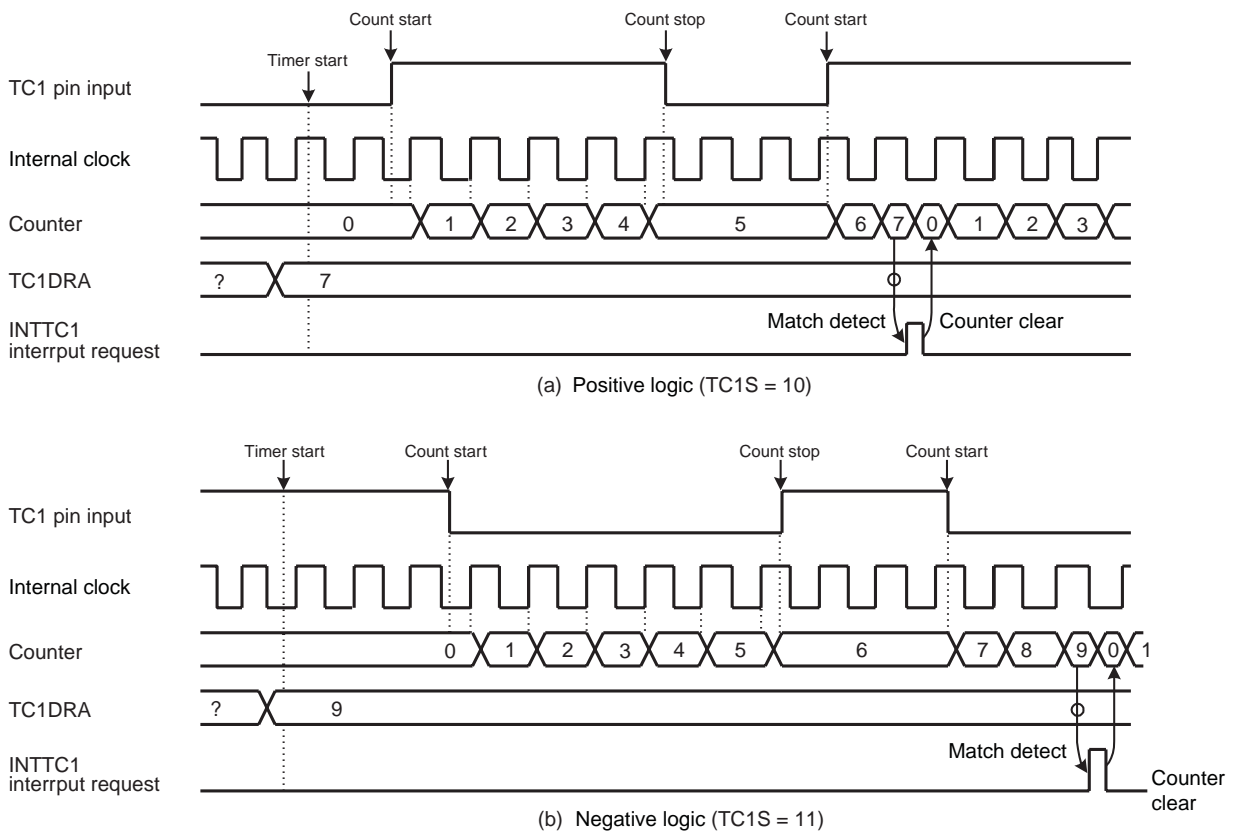 Count start
Count stop
Count start
Timer start
TC1 pin input
Internal clock
Counter
0 1 2 3 4 5 6 7 0 1 2 3
TC1DRA
? 7
INTTC1
interrput request
Match detect
Counter clear
(a) Positive logic (TC1S = 10)
Timer start
Count start
Count stop
Count start
TC1 pin input
Internal clock
Counter
0 1 2 3 4 5 6 7 8 9 0 1
TC1DRA
? 9
INTTC1
interrput request
Match detect
Counter
clear
(b) Negative logic (TC1S = 11)